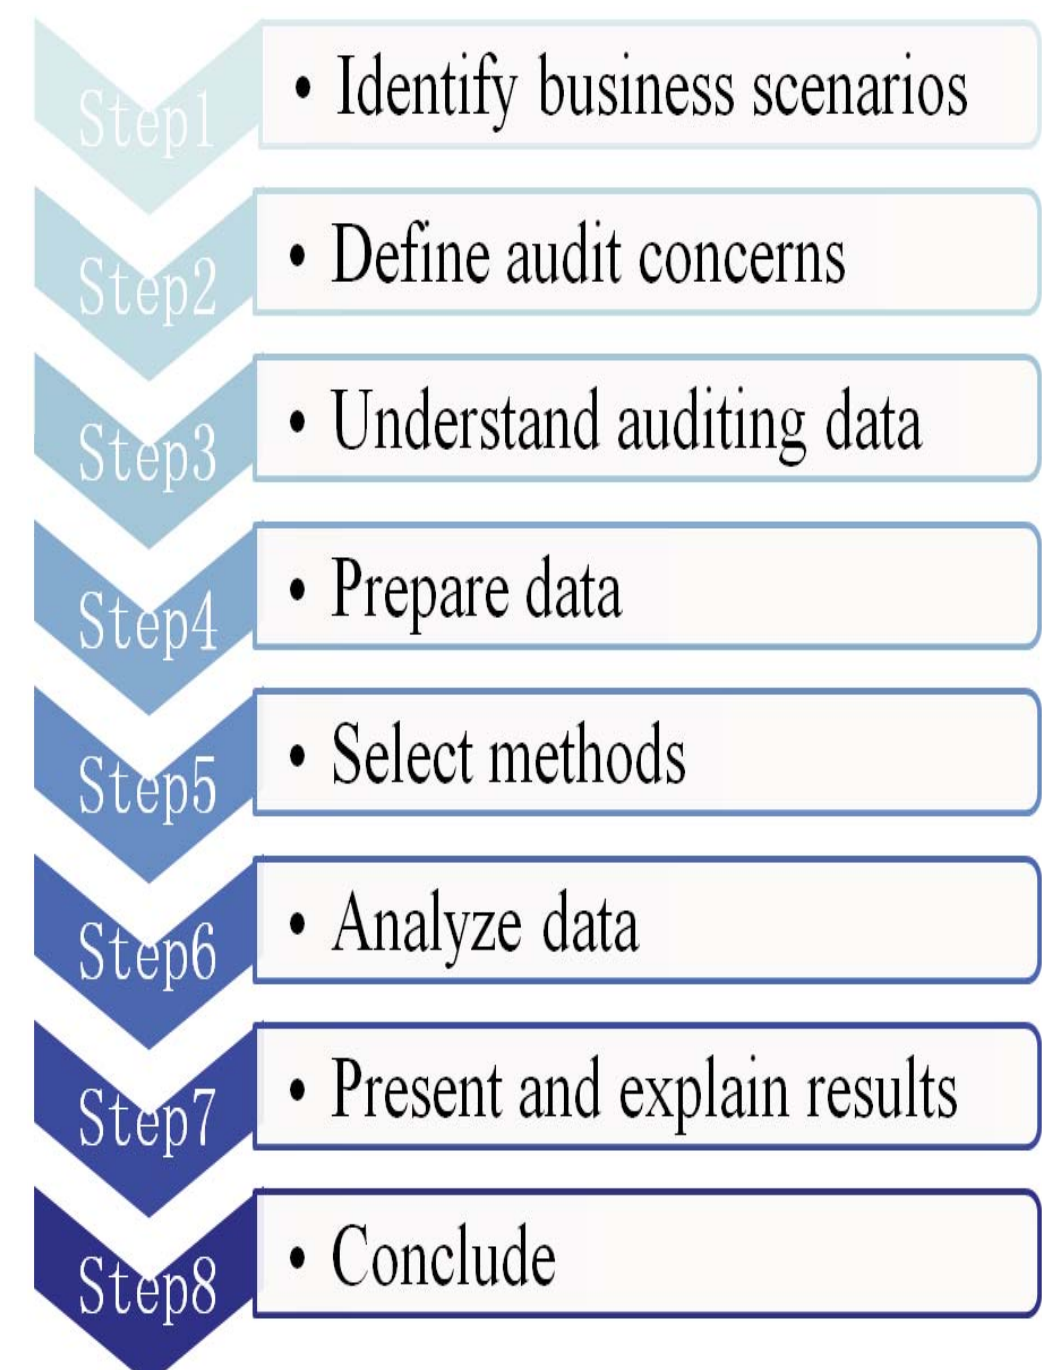 Step1
• Identify business scenarios
Step2
• Define audit concerns
Step3
• Understand auditing data
Step4
• Prepare data
Step5
• Select methods
Step6
• Analyze data
Step7
• Present and explain results
Step8
• Conclude